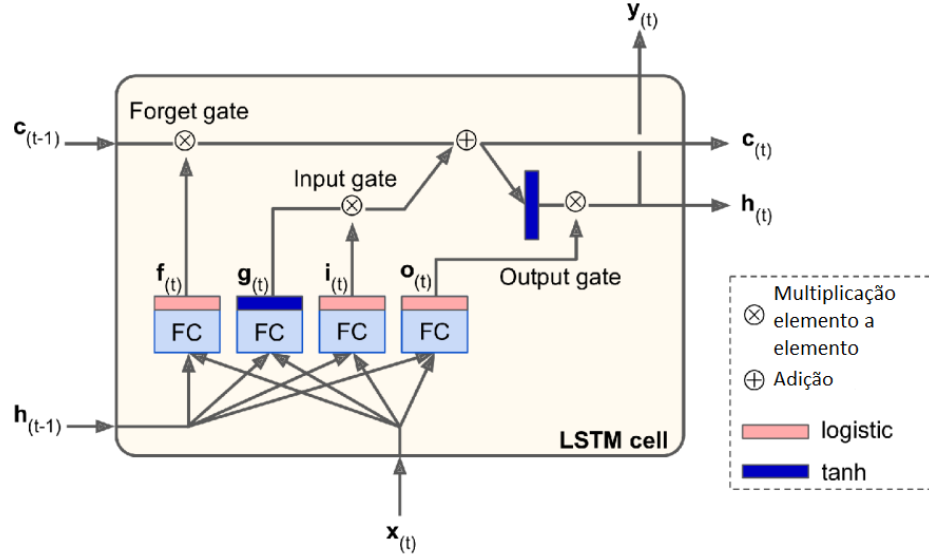 y(t)
Forget gate
c(t-1)
c(t)
Input gate
h(t)
f(t)
g(t)
i(t)
o(t)
Output gate
FC
FC
FC
FC
h(t-1)
LSTM cell
x(t)
Multiplicação
elemento a
elemento
Adição
logistic
tanh